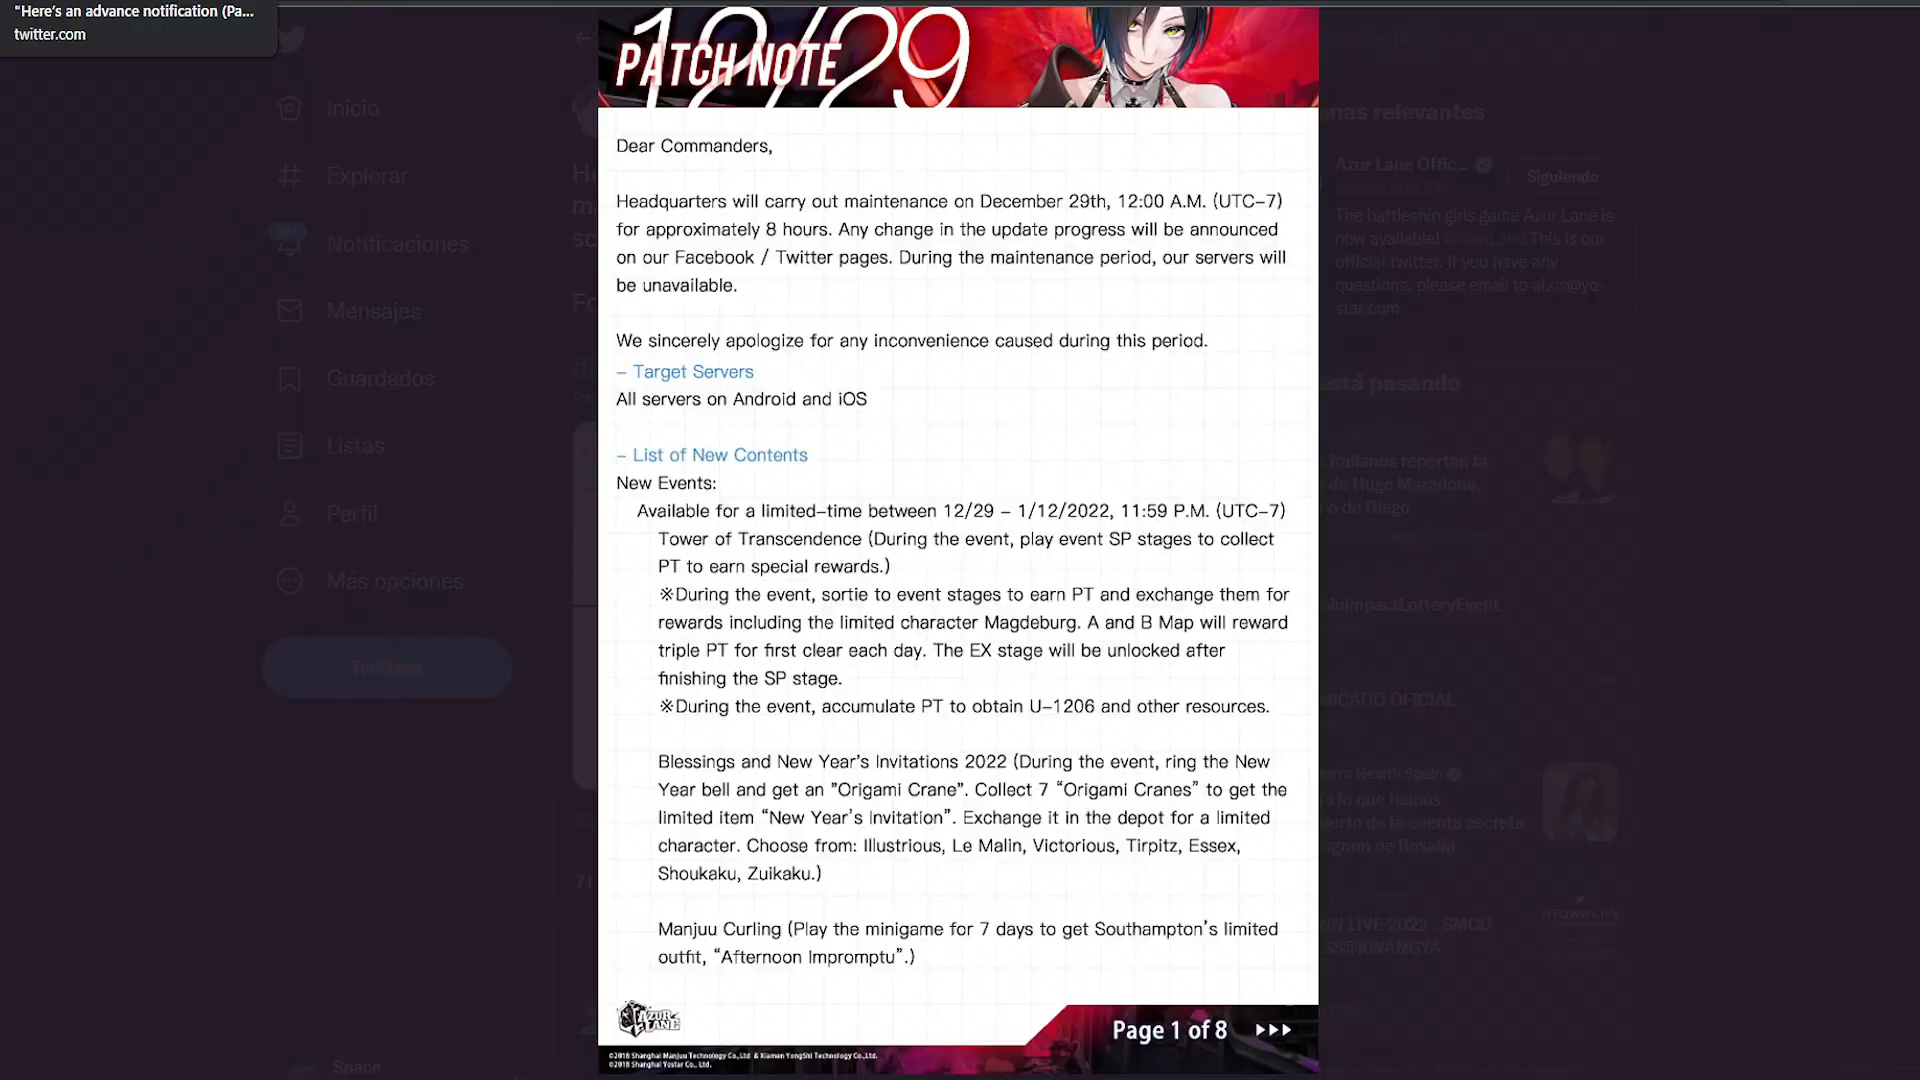 "Here's an advance notification (Pa...
twitter.com
PATCH NOTE
12/29
Dear Commanders,
Headquarters will carry out maintenance on December 29th, 12:00 A.M. (UTC-7)
for approximately 8 hours. Any change in the update progress will be announced
on our Facebook / Twitter pages. During the maintenance period, our servers will
be unavailable.
We sincerely apologize for any inconvenience caused during this period.
- Target Servers
All servers on Android and iOS
- List of New Contents
New Events:
Available for a limited-time between 12/29 - 1/12/2022, 11:59 P.M. (UTC-7)
Tower of Transcendence (During the event, play event SP stages to collect
PT to earn special rewards.)
※During the event, sortie to event stages to earn PT and exchange them for
rewards including the limited character Magdeburg. A and B Map will reward
triple PT for first clear each day. The EX stage will be unlocked after
finishing the SP stage.
※During the event, accumulate PT to obtain U-1206 and other resources.
Blessings and New Year's Invitations 2022 (During the event, ring the New
Year bell and get an "Origami Crane". Collect 7 "Origami Cranes" to get the
limited item "New Year's Invitation". Exchange it in the depot for a limited
character. Choose from: Illustrious, Le Malin, Victorious, Tirpitz, Essex,
Shoukaku, Zuikaku.)
Manjuu Curling (Play the minigame for 7 days to get Southampton's limited
outfit, "Afternoon Impromptu".)
AZUR LANE
Page 1 of 8
©2018 Shanghai Manjuu Technology Co.,Ltd & Xiamen YongShi Technology Co.,Ltd.
©2018 Shanghai Yostar Co., Ltd.
Inicio
Explorar
Notificaciones
Mensajes
Guardados
Listas
Perfil
Más opciones
Twittear
Space
nas relevantes
Azur Lane Offic...
Siguiendo
The battleship girls game Azur Lane is
now available! This is our
official twitter, if you have any
questions, please email to al.cs@yo-
star.com
está pasando
Italianos reportan la
de Hugo Maradona,
no de Diego
inImpactLotteryEvent
NICADO OFICIAL
n's Health Spain
lo que hemos
ierto de la cuenta secreta
gram de Rosalía
WN LIVE 2022 : SMCU
SS@KWANGYA